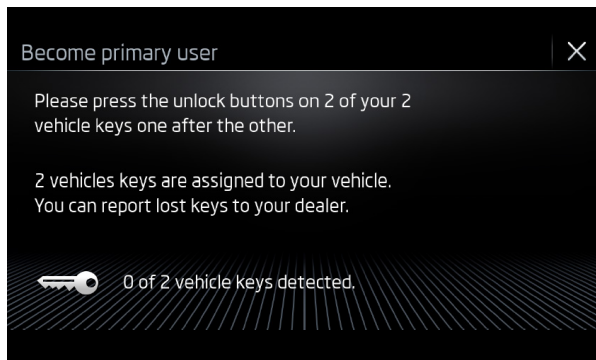 Become primary user
Please press the unlock buttons on 2 of your 2
vehicle keys one after the other.
2 vehicles keys are assigned to your vehicle.
You can report lost keys to your dealer.
0 of 2 vehicle keys detected.